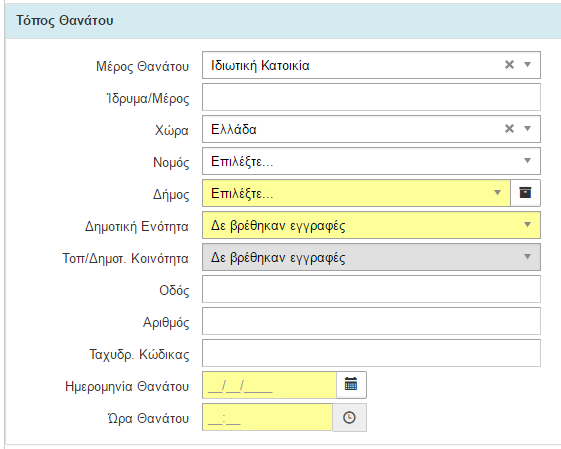 Τόπος Θανάτου
Μέρος Θανάτου Ιδιωτική Κατοικία
Ίδρυμα/Μέρος
Χώρα Ελλάδα
Νομός Επιλέξτε...
Δήμος Επιλέξτε...
Δημοτική Ενότητα Δε βρέθηκαν εγγραφές
Τοπ/Δημοτ. Κοινότητα Δε βρέθηκαν εγγραφές
Οδός
Αριθμός
Ταχυδρ. Κώδικας
Ημερομηνία Θανάτου __/__/____
Ώρα Θανάτου __:__